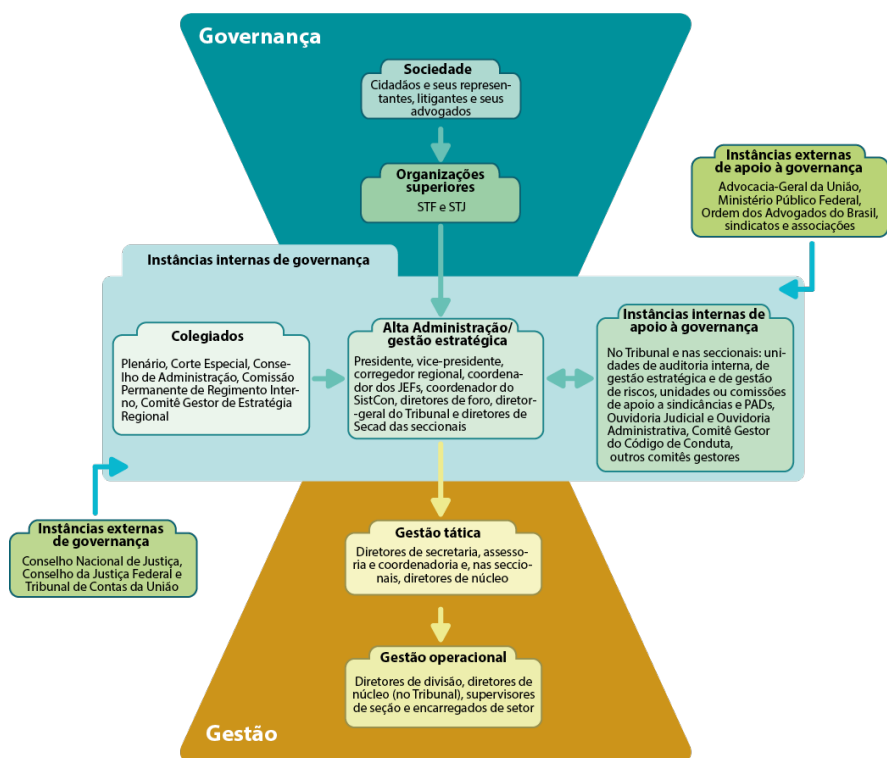 Governança
Sociedade
Cidadãos e seus represen-
tantes, litigantes e seus
advogados
Organizações
superiores
STF e STJ
Instâncias externas
de apoio à governança
Advocacia-Geral da União,
Ministério Público Federal,
Ordem dos Advogados do Brasil,
sindicatos e associações
Instâncias internas de governança
Colegiados
Plenário, Corte Especial, Conse-
lho de Administração, Comissão
Permanente de Regimento Inter-
no, Comitê Gestor de Estratégia
Regional
Alta Administração/
gestão estratégica
Presidente, vice-presidente,
corregedor regional, coordena-
dor dos JEFs, coordenador do
SistCon, diretores de foro, diretor-
-geral do Tribunal e diretores de
Secad das seccionais
Instâncias internas de
apoio à governança
No Tribunal e nas seccionais: uni-
dades de auditoria interna, de
gestão estratégica e de gestão
de riscos, unidades ou comissões
de apoio a sindicâncias e PADs,
Ouvidoria Judicial e Ouvidoria
Administrativa, Comitê Gestor
do Código de Conduta,
outros comitês gestores
Instâncias externas
de governança
Conselho Nacional de Justiça,
Conselho da Justiça Federal e
Tribunal de Contas da União
Gestão tática
Diretores de secretaria, assesso-
ria e coordenadoria e, nas seccio-
nais, diretores de núcleo
Gestão operacional
Diretores de divisão, diretores de
núcleo (no Tribunal), supervisores
de seção e encarregados de setor
Gestão